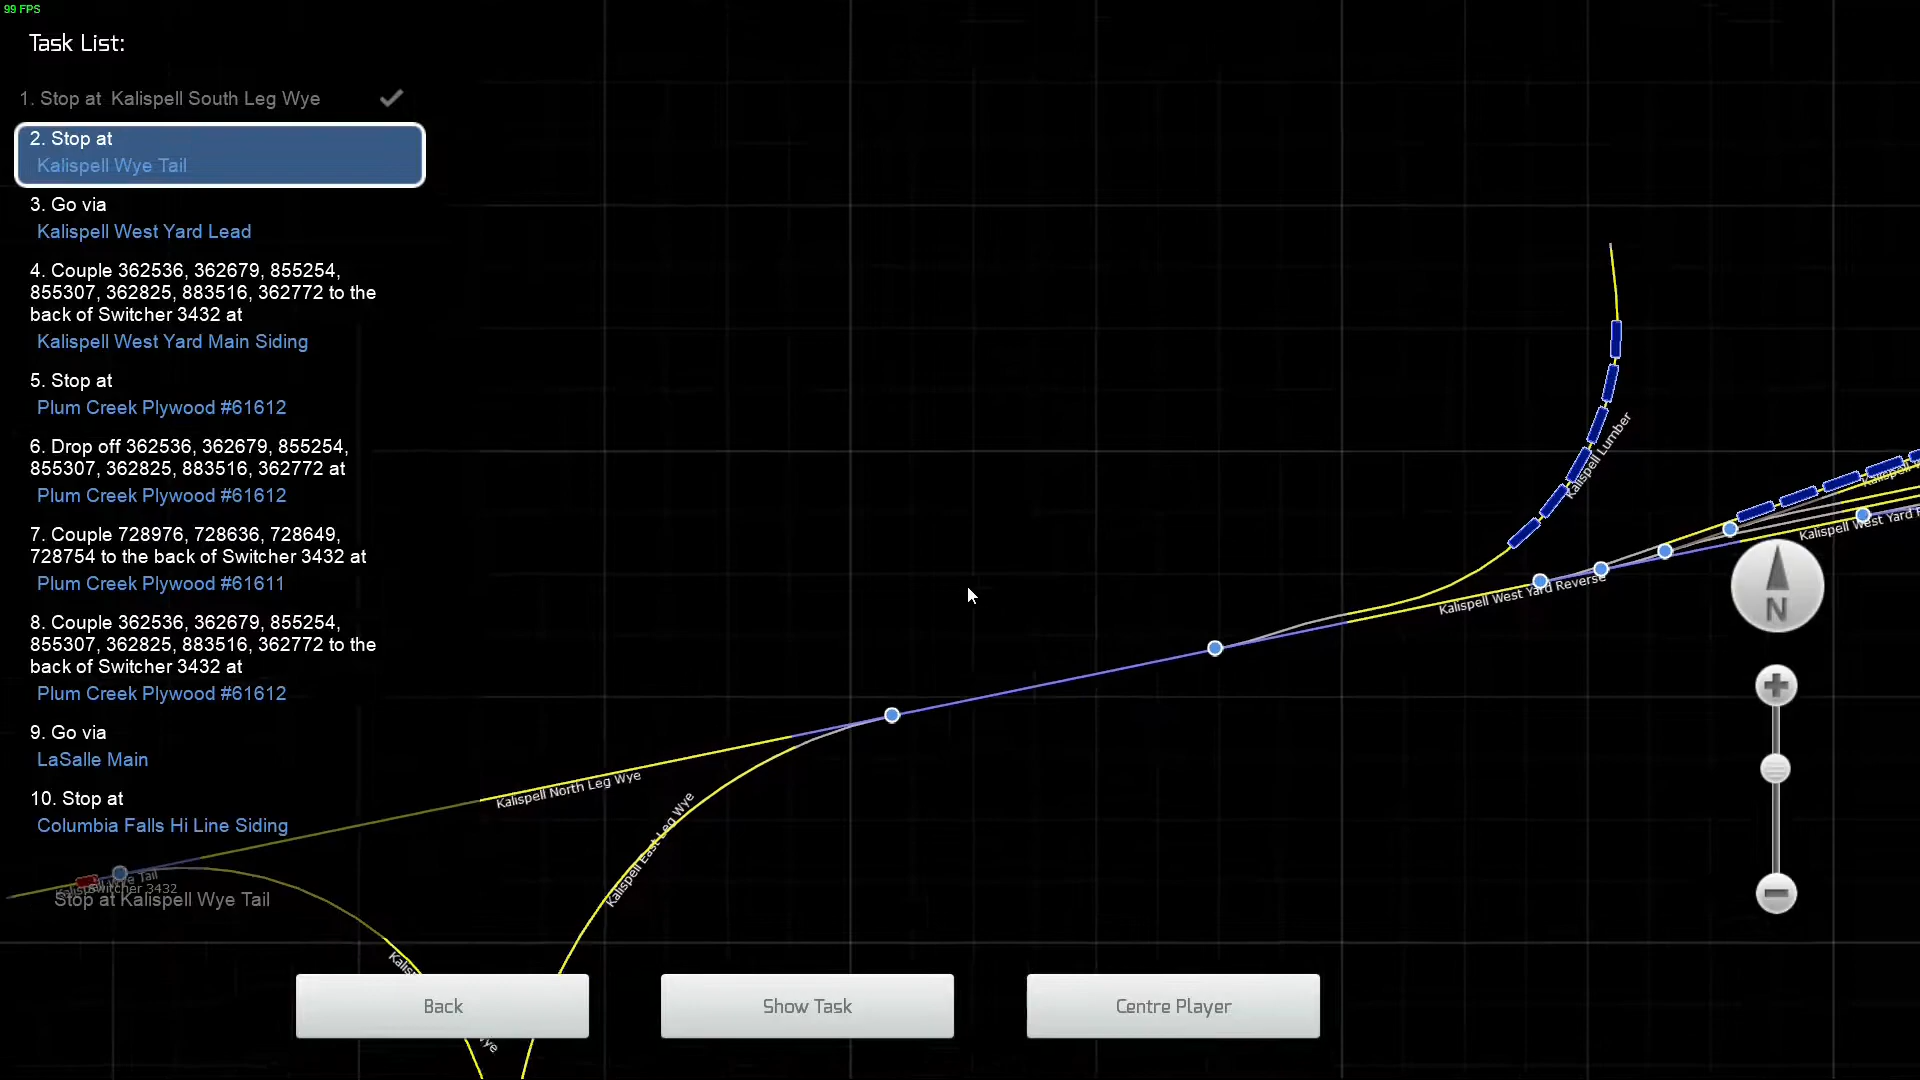 99 FPS
Task List:
1. Stop at Kalispell South Leg Wye
2. Stop at
Kalispell Wye Tail
3. Go via
Kalispell West Yard Lead
4. Couple 362536, 362679, 855254,
855307, 362825, 883516, 362772 to the
back of Switcher 3432 at
Kalispell West Yard Main Siding
5. Stop at
Plum Creek Plywood #61612
6. Drop off 362536, 362679, 855254,
855307, 362825, 883516, 362772 at
Plum Creek Plywood #61612
7. Couple 728976, 728636, 728649,
728754 to the back of Switcher 3432 at
Plum Creek Plywood #61611
8. Couple 362536, 362679, 855254,
855307, 362825, 883516, 362772 to the
back of Switcher 3432 at
Plum Creek Plywood #61612
9. Go via
LaSalle Main
10. Stop at
Columbia Falls Hi Line Siding
Kalispell Lumber
Kalispell West Yard
Kalispell West Yard Reverse
N
Kalispell North Leg Wye
Kalispell East Leg Wye
Tail
Switcher 3432
Stop at Kalispell Wye Tail
Back
Show Task
Centre Player